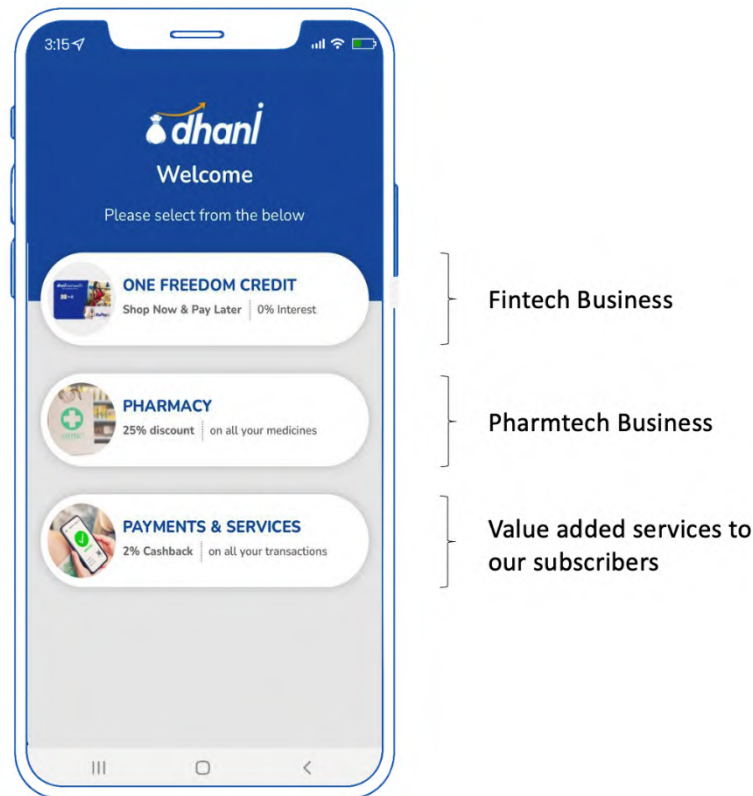 3:15
dhani
Welcome
Please select from the below
ONE FREEDOM CREDIT
Shop Now & Pay Later | 0% Interest
Fintech Business
PHARMACY
25% discount | on all your medicines
Pharmtech Business
PAYMENTS & SERVICES
2% Cashback | on all your transactions
Value added services to
our subscribers